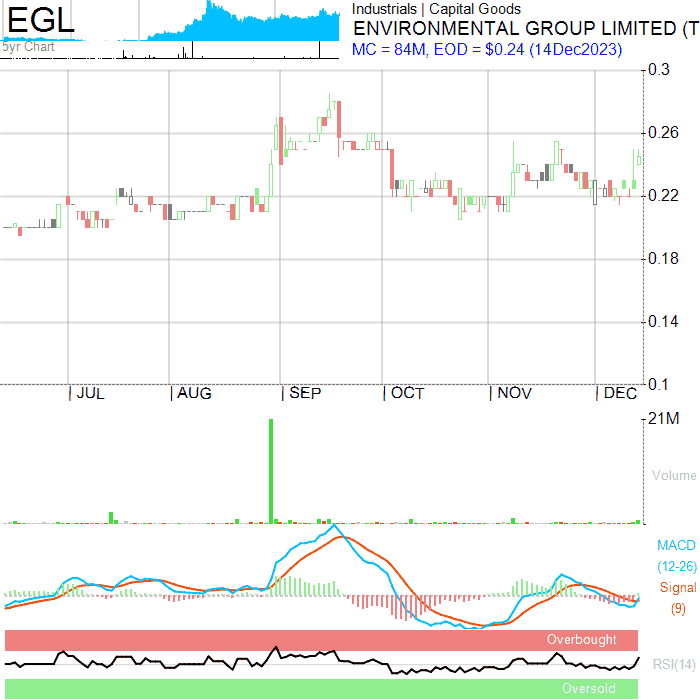 EGL
5yr Chart
Industrials | Capital Goods
ENVIRONMENTAL GROUP LIMITED (T
MC = 84M, EOD = $0.24 (14Dec2023)
0.3
0.26
0.22
0.18
0.14
0.1
JUL AUG SEP OCT NOV DEC
21M
Volume
MACD
(12-26)
Signal
(9)
Overbought
RSI(14)
Oversold